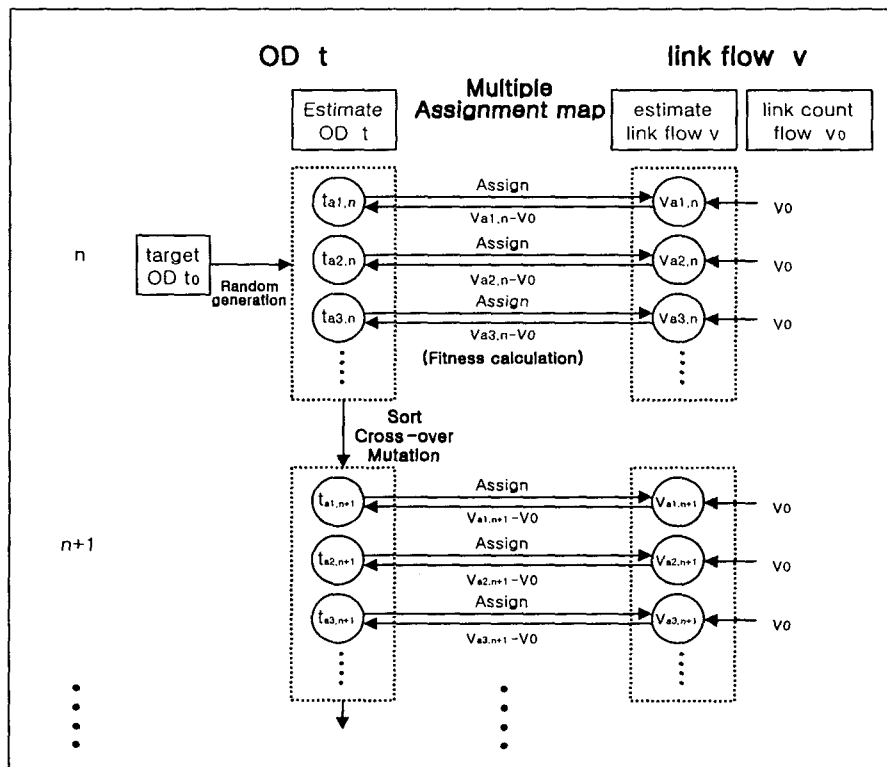 OD t
link flow v
Multiple
Assignment map
Estimate
OD t
estimate
link flow v
link count
flow v0
n
target
OD t0
Random
generation
ta1,n
Assign
Va1,n-V0
Va1,n
V0
ta2,n
Assign
Va2,n-V0
Va2,n
V0
ta3,n
Assign
Va3,n-V0
Va3,n
V0
(Fitness calculation)
Sort
Cross-over
Mutation
n+1
ta1,n+1
Assign
Va1,n+1-V0
Va1,n+1
V0
ta2,n+1
Assign
Va2,n+1-V0
Va2,n+1
V0
ta3,n+1
Assign
Va3,n+1-V0
Va3,n+1
V0